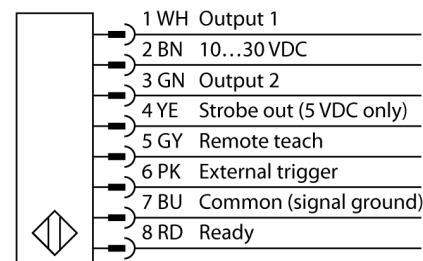 1 WH Output 1
2 BN 10...30 VDC
3 GN Output 2
4 YE Strobe out (5 VDC only)
5 GY Remote teach
6 PK External trigger
7 BU Common (signal ground)
8 RD Ready